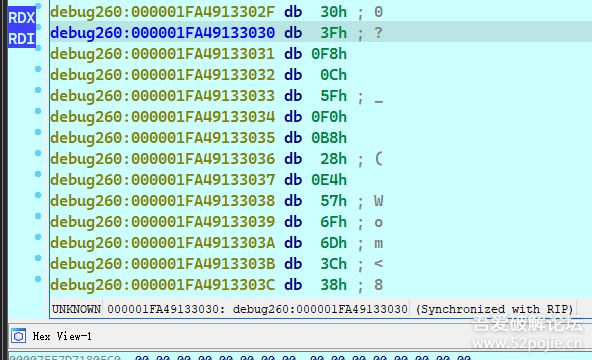 RDX
RDI
debug260:000001FA4913302F db 30h ; 0
debug260:000001FA49133030 db 3Fh ; ?
debug260:000001FA49133031 db 0F8h
debug260:000001FA49133032 db 0Ch
debug260:000001FA49133033 db 5Fh ; _
debug260:000001FA49133034 db 0F0h
debug260:000001FA49133035 db 0B8h
debug260:000001FA49133036 db 28h ; (
debug260:000001FA49133037 db 0E4h
debug260:000001FA49133038 db 57h ; W
debug260:000001FA49133039 db 6Fh ; o
debug260:000001FA4913303A db 6Dh ; m
debug260:000001FA4913303B db 3Ch ; <
debug260:000001FA4913303C db 38h ; 8
UNKNOWN 000001FA49133030: debug260:000001FA49133030 (Synchronized with RIP)
Hex View-1
吾爱破解论坛
www.52pojie.cn